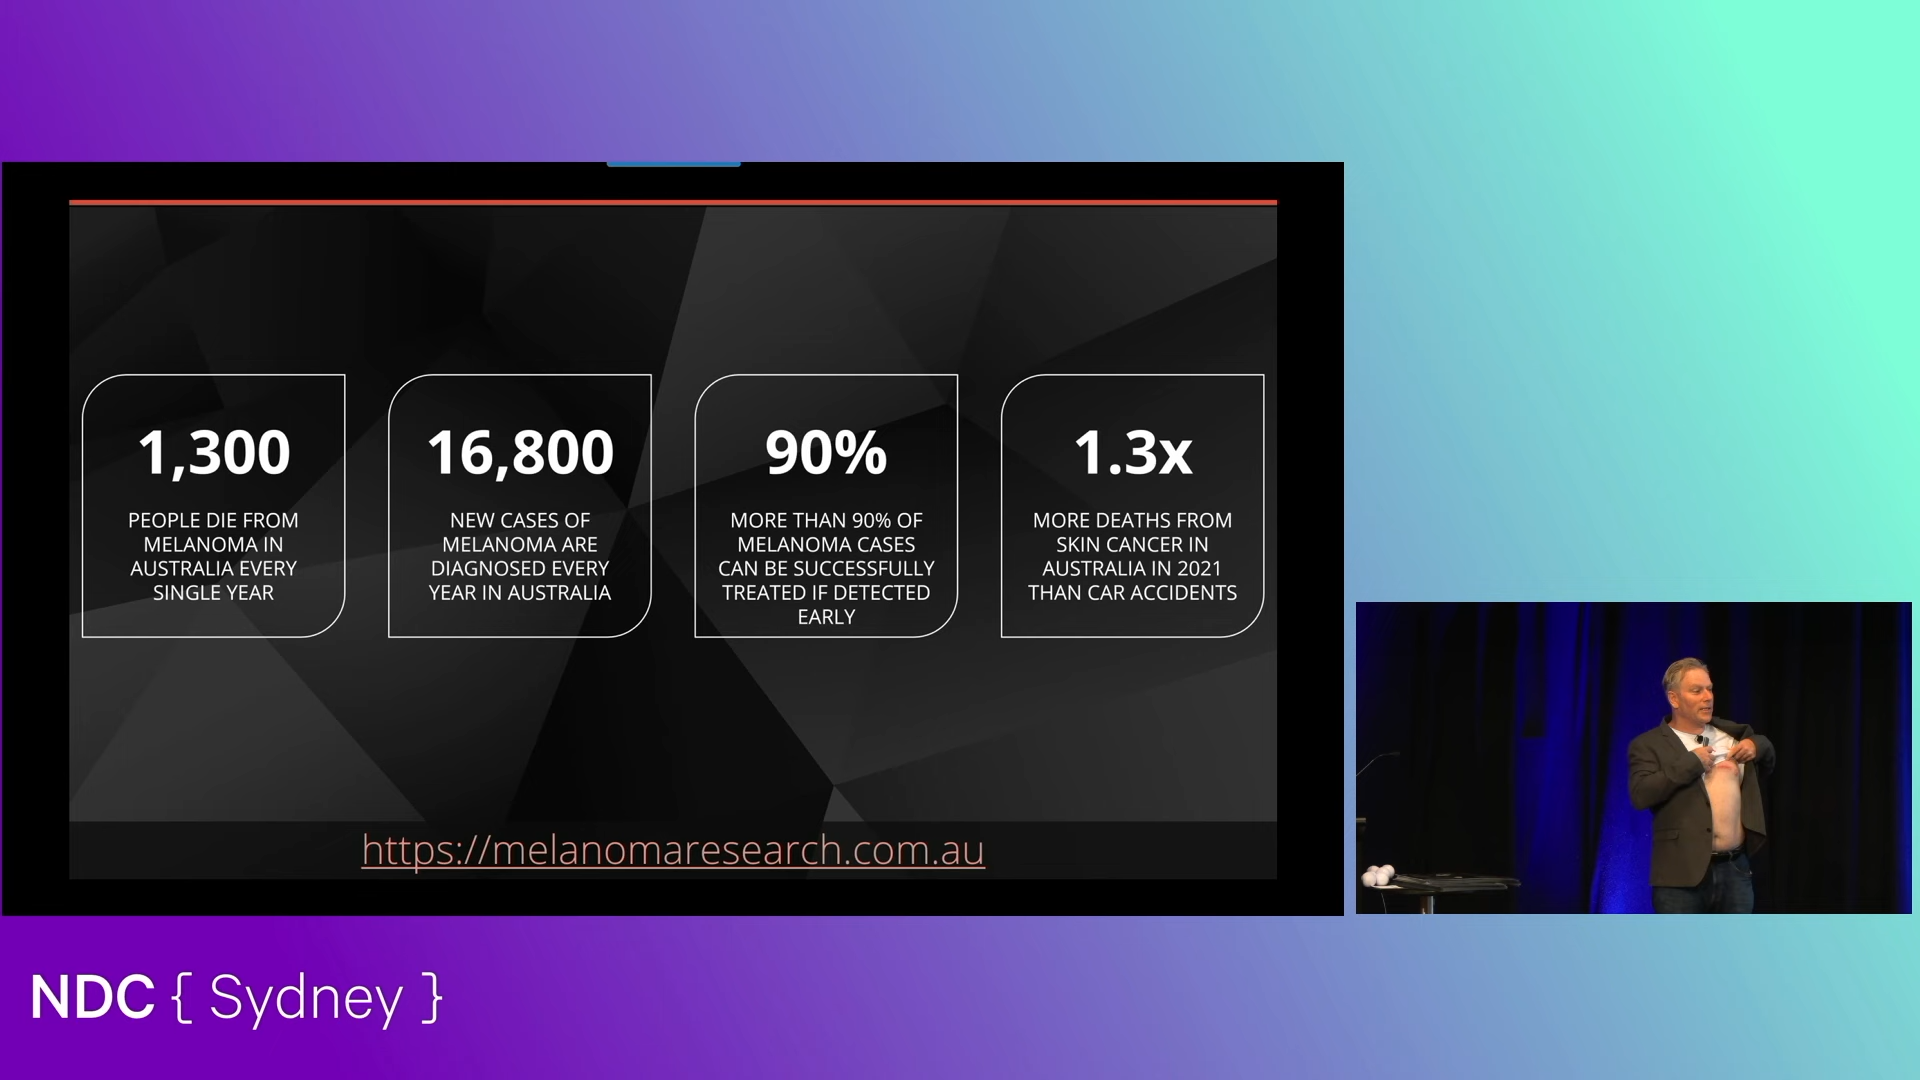 1,300
PEOPLE DIE FROM
MELANOMA IN
AUSTRALIA EVERY
SINGLE YEAR
16,800
NEW CASES OF
MELANOMA ARE
DIAGNOSED EVERY
YEAR IN AUSTRALIA
90%
MORE THAN 90% OF
MELANOMA CASES
CAN BE SUCCESSFULLY
TREATED IF DETECTED
EARLY
1.3x
MORE DEATHS FROM
SKIN CANCER IN
AUSTRALIA IN 2021
THAN CAR ACCIDENTS
https://melanomaresearch.com.au
NDC { Sydney }